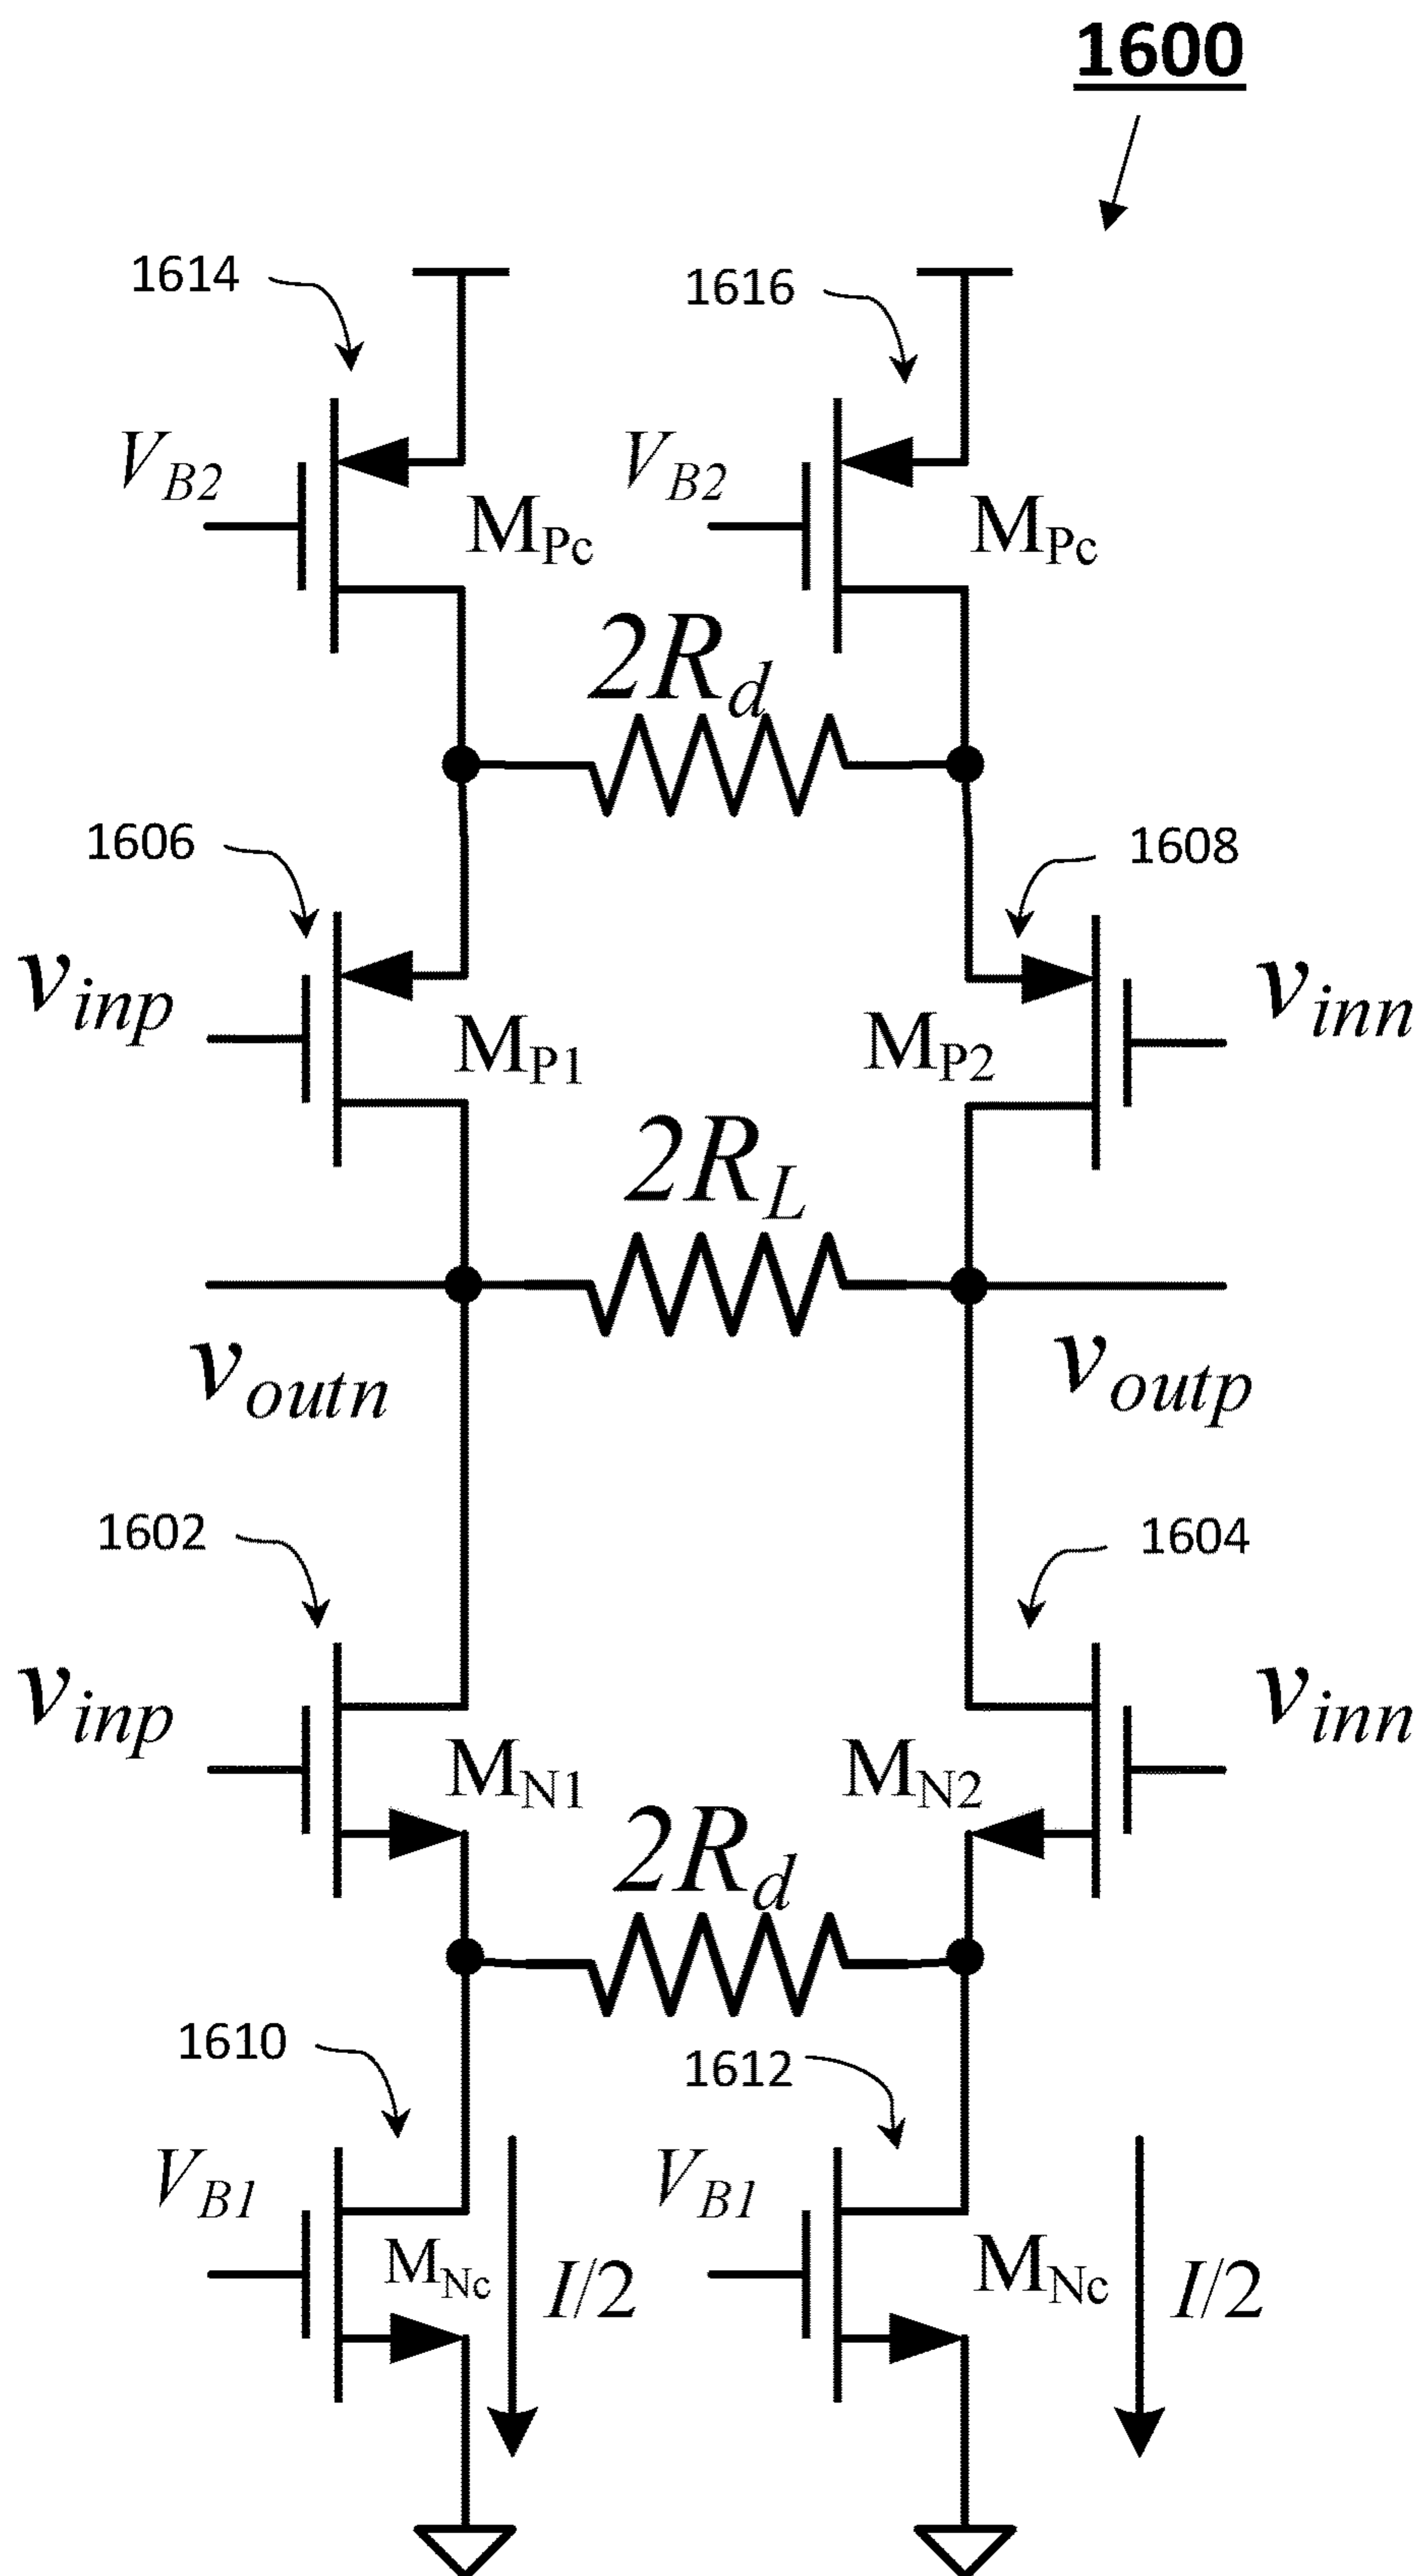 1600
1614
1616
V_B2
V_B2
M_Pc
M_Pc
2R_d
1606
1608
v_inp
v_inn
M_P1
M_P2
2R_L
v_outn
v_outp
1602
1604
v_inp
v_inn
M_N1
M_N2
2R_d
1610
1612
V_B1
V_B1
M_Nc
I/2
M_Nc
I/2